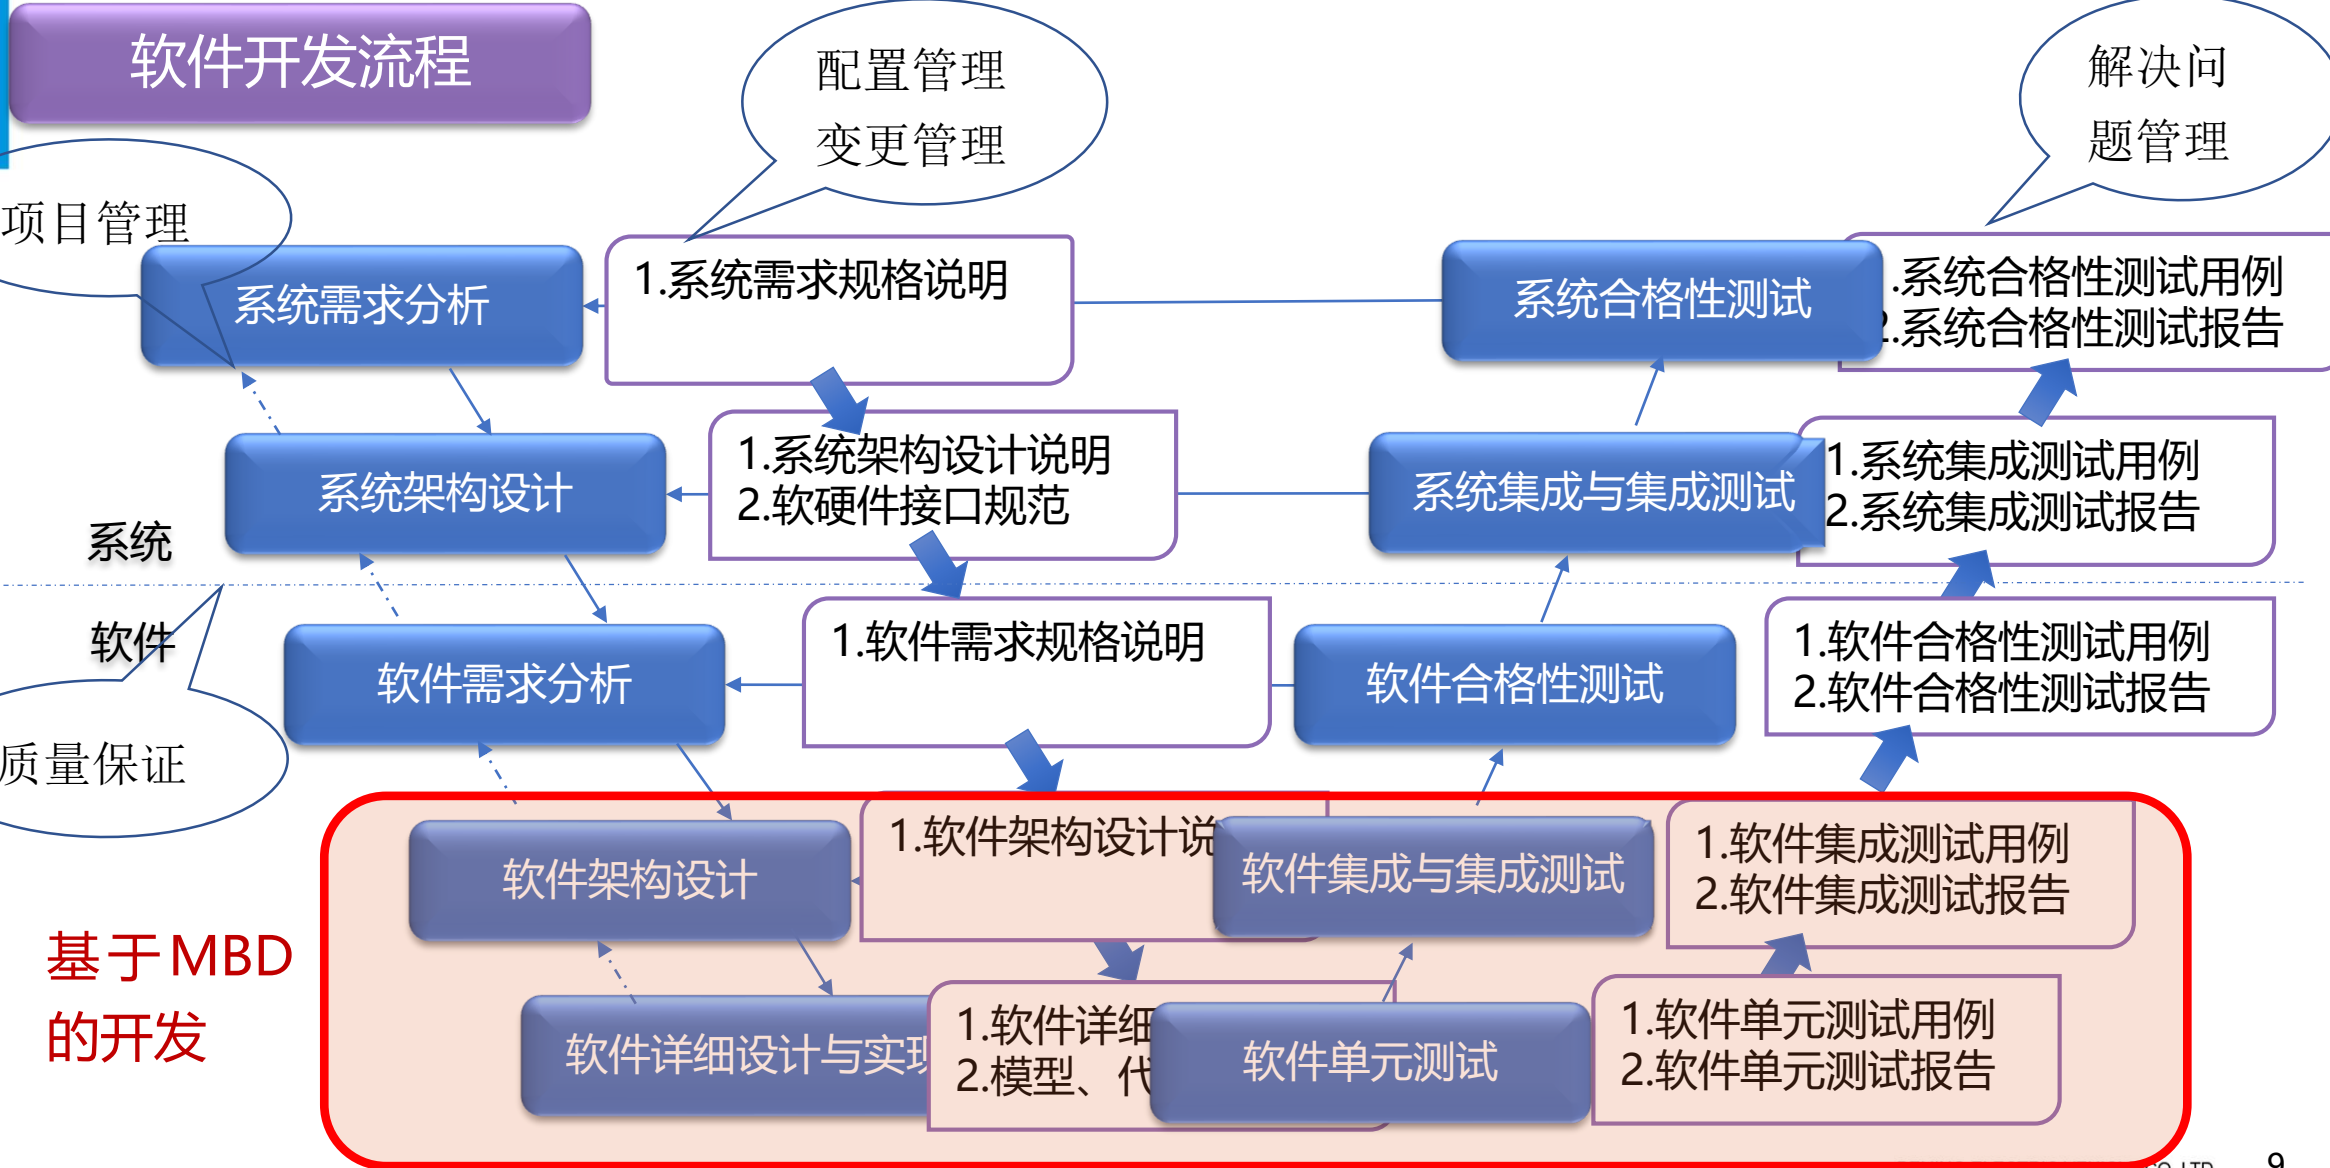 软件开发流程
配置管理
变更管理
解决问
题管理
项目管理
系统需求分析
1.系统需求规格说明
系统合格性测试
.系统合格性测试用例
2.系统合格性测试报告
系统架构设计
1.系统架构设计说明
2.软硬件接口规范
系统集成与集成测试
1.系统集成测试用例
2.系统集成测试报告
系统
软件
软件需求分析
1.软件需求规格说明
软件合格性测试
1.软件合格性测试用例
2.软件合格性测试报告
质量保证
软件架构设计
1.软件架构设计说
软件集成与集成测试
1.软件集成测试用例
2.软件集成测试报告
基于MBD
的开发
软件详细设计与实现
1.软件详细
2.模型、代
软件单元测试
1.软件单元测试用例
2.软件单元测试报告
9